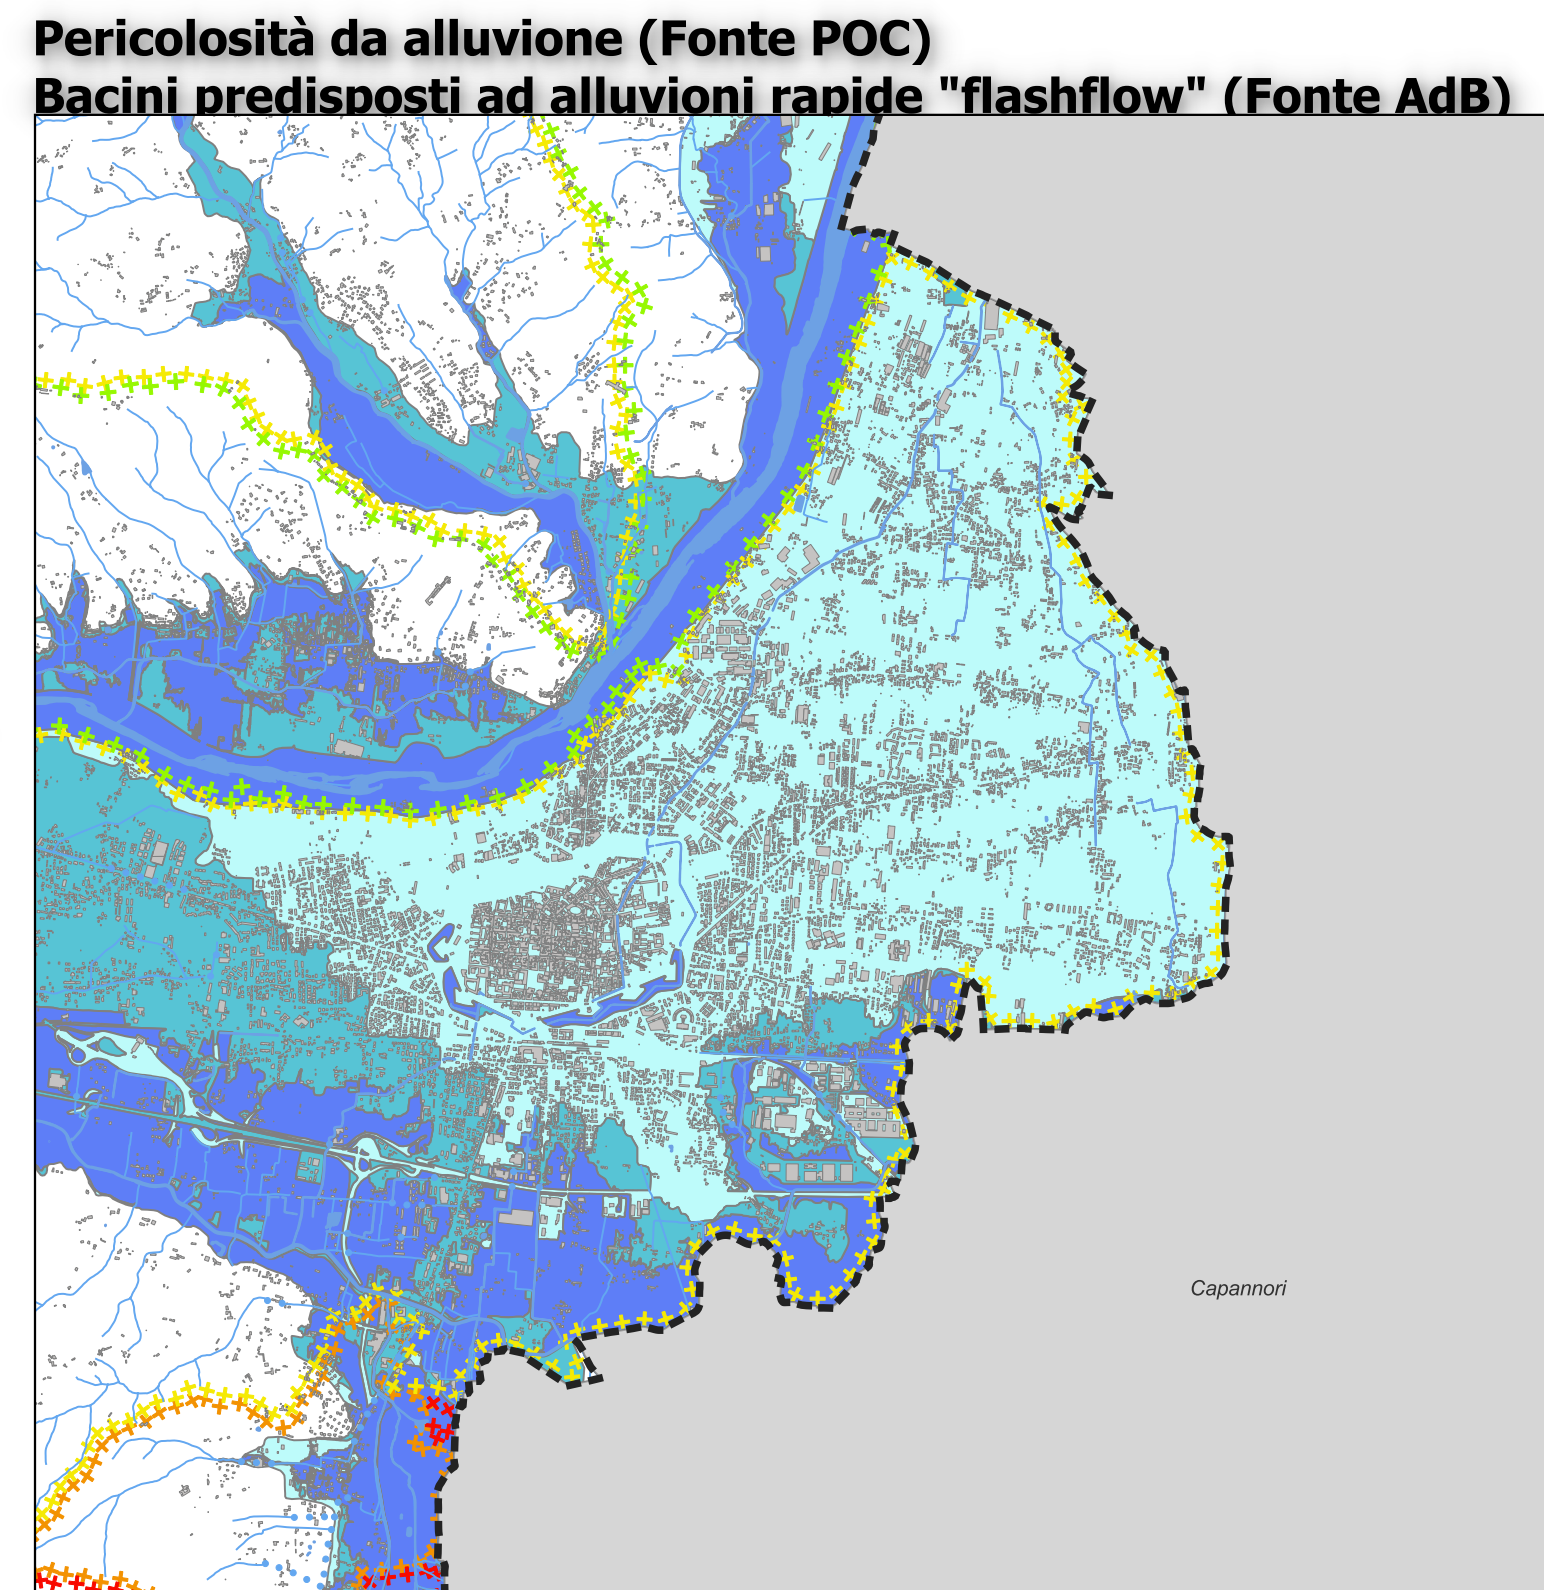 Pericolosità da alluvione (Fonte POC)
Bacini predisposti ad alluvioni rapide "flashflow" (Fonte AdB)
Capannori